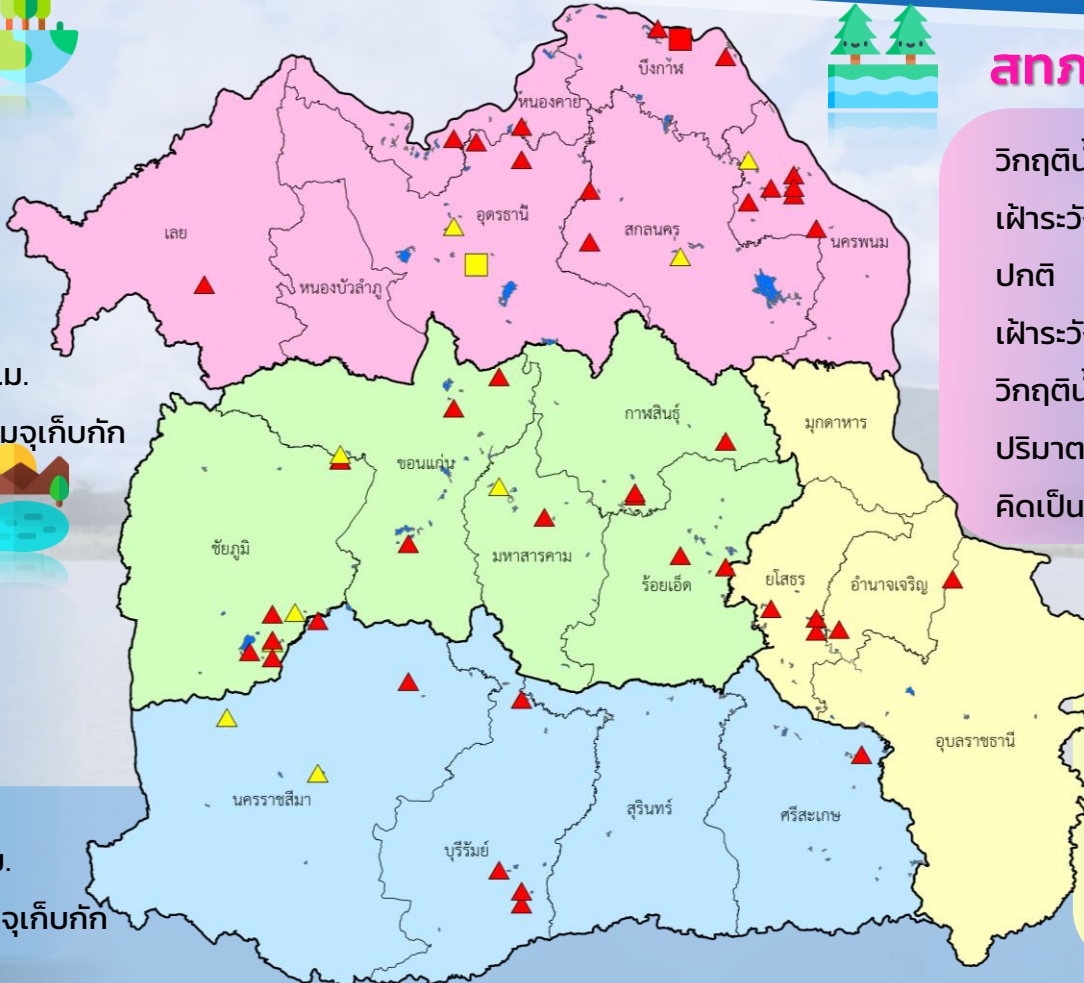 สทภ
วิกฤติน้
เฝ้าระวัง
ปกติ
เฝ้าระวัง
วิกฤติน้
ปริมาต
คิดเป็น
.ม.
มจุเก็บกัก
ม.
จุเก็บกัก
บึงกาฬ
หนองคาย
เลย
อุดรธานี
สกลนคร
นครพนม
หนองบัวลำภู
กาฬสินธุ์
มุกดาหาร
ขอนแก่น
ชัยภูมิ
มหาสารคาม
ร้อยเอ็ด
ยโสธร
อำนาจเจริญ
อุบลราชธานี
นครราชสีมา
สุรินทร์
ศรีสะเกษ
บุรีรัมย์